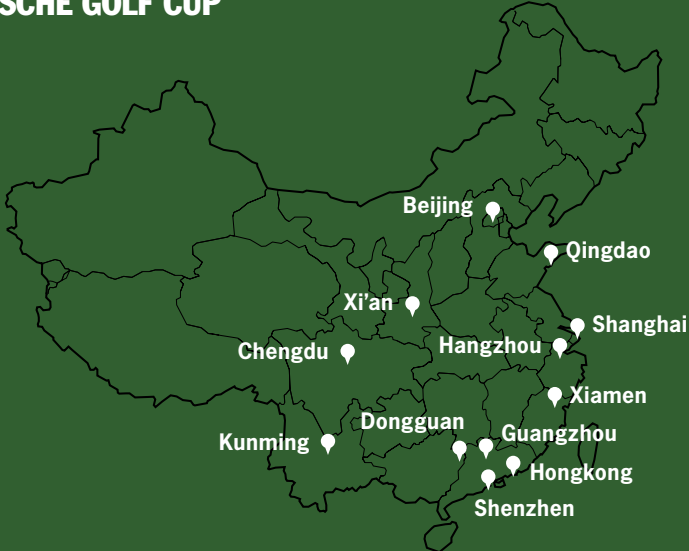 SCHE GOLF CUP
Beijing
Qingdao
Xi’an
Shanghai
Hangzhou
Chengdu
Xiamen
Dongguan
Guangzhou
Kunming
Hongkong
Shenzhen